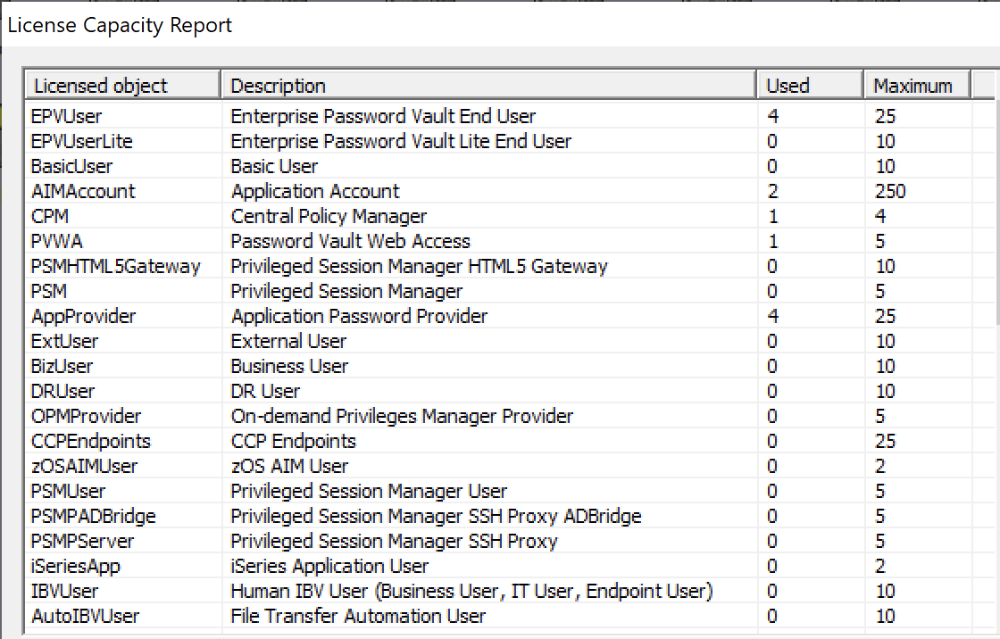 License Capacity Report
Licensed object Description Used Maximum
EPVUser Enterprise Password Vault End User 4 25
EPVUserLite Enterprise Password Vault Lite End User 0 10
BasicUser Basic User 0 10
AIMAccount Application Account 2 250
CPM Central Policy Manager 1 4
PVWA Password Vault Web Access 1 5
PSMHTML5Gateway Privileged Session Manager HTML5 Gateway 0 10
PSM Privileged Session Manager 0 5
AppProvider Application Password Provider 4 25
ExtUser External User 0 10
BizUser Business User 0 10
DRUser DR User 0 10
OPMProvider On-demand Privileges Manager Provider 0 5
CCPEndpoints CCP Endpoints 0 25
zOSAIMUser zOS AIM User 0 2
PSMUser Privileged Session Manager User 0 5
PSMPADBridge Privileged Session Manager SSH Proxy ADBridge 0 5
PSMPServer Privileged Session Manager SSH Proxy 0 5
iSeriesApp iSeries Application User 0 2
IBVUser Human IBV User (Business User, IT User, Endpoint User) 0 10
AutoIBVUser File Transfer Automation User 0 10